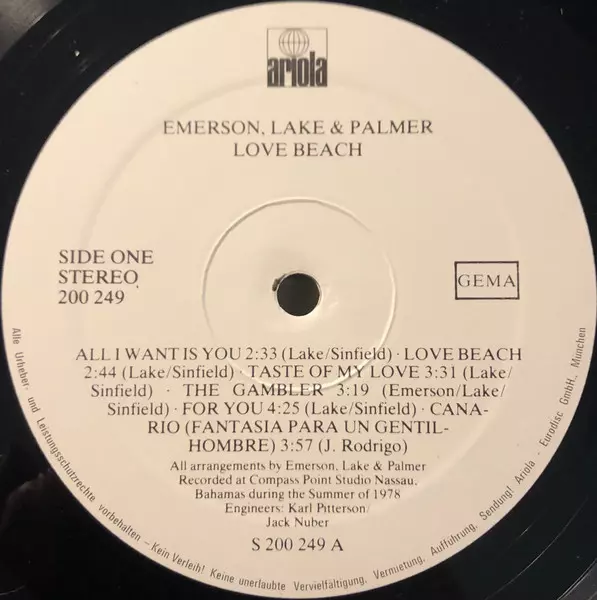 ariola
EMERSON, LAKE & PALMER
LOVE BEACH
SIDE ONE
STEREO
200 249
GEMA
ALL I WANT IS YOU 2:33 (Lake/Sinfield) · LOVE BEACH
2:44 (Lake/Sinfield) · TASTE OF MY LOVE 3:31 (Lake/
Sinfield) · THE GAMBLER 3:19 (Emerson/Lake/
Sinfield) · FOR YOU 4:25 (Lake/Sinfield) · CANA-
RIO (FANTASIA PARA UN GENTIL-
HOMBRE) 3:57 (J. Rodrigo)
All arrangements by Emerson, Lake & Palmer
Recorded at Compass Point Studio Nassau,
Bahamas during the Summer of 1978
Engineers: Karl Pitterson/
Jack Nuber
S 200 249 A
Alle Urheber- und Leistungsschutzrechte vorbehalten – Kein Verleih! Keine unerlaubte Vervielfältigung, Vermietung, Aufführung, Sendung! Ariola - Eurodisc GmbH., München